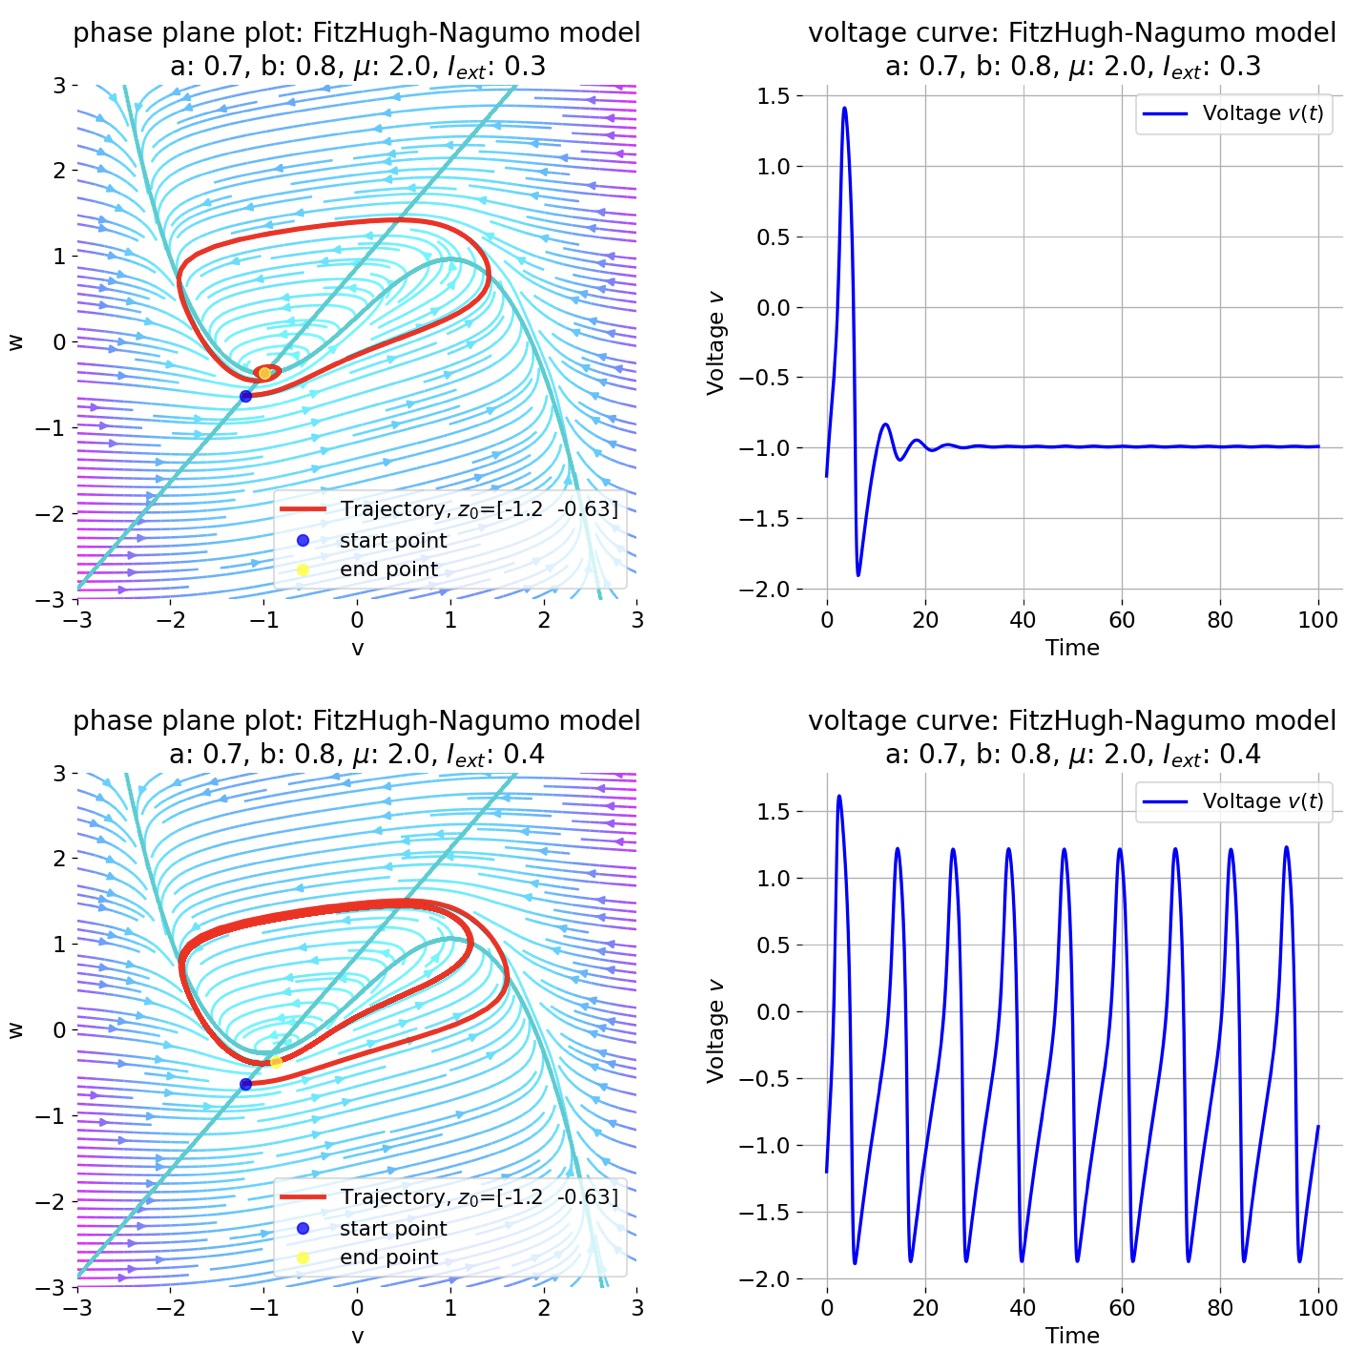 phase plane plot: FitzHugh-Nagumo model
a: 0.7, b: 0.8, μ: 2.0, I_ext: 0.3
3
2
1
0
−1
−2
−3
w
Trajectory, z₀=[-1.2 -0.63]
start point
end point
−3 −2 −1 0 1 2 3
v
voltage curve: FitzHugh-Nagumo model
a: 0.7, b: 0.8, μ: 2.0, I_ext: 0.3
Voltage v(t)
1.5
1.0
0.5
0.0
−0.5
−1.0
−1.5
−2.0
Voltage v
0 20 40 60 80 100
Time
phase plane plot: FitzHugh-Nagumo model
a: 0.7, b: 0.8, μ: 2.0, I_ext: 0.4
3
2
1
0
−1
−2
−3
w
Trajectory, z₀=[-1.2 -0.63]
start point
end point
−3 −2 −1 0 1 2 3
v
voltage curve: FitzHugh-Nagumo model
a: 0.7, b: 0.8, μ: 2.0, I_ext: 0.4
Voltage v(t)
1.5
1.0
0.5
0.0
−0.5
−1.0
−1.5
−2.0
Voltage v
0 20 40 60 80 100
Time